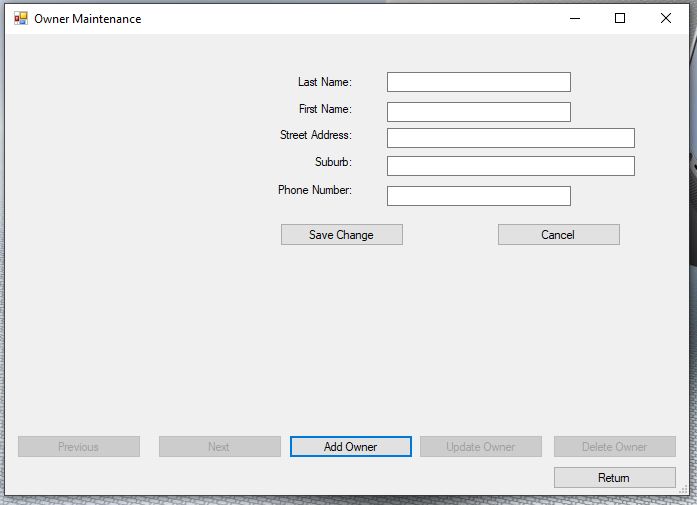 Owner Maintenance
Last Name:
First Name:
Street Address:
Suburb:
Phone Number:
Save Change Cancel
Previous Next Add Owner Update Owner Delete Owner
Return